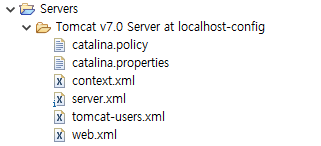 Servers
Tomcat v7.0 Server at localhost-config
catalina.policy
catalina.properties
context.xml
server.xml
tomcat-users.xml
web.xml